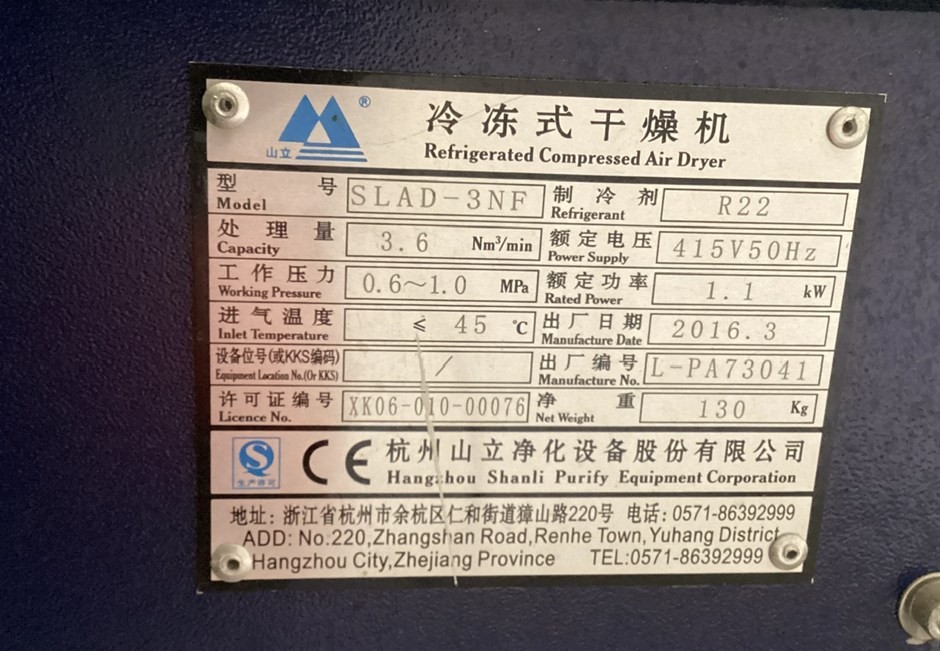 山立 ®
冷冻式干燥机
Refrigerated Compressed Air Dryer
型号 SLAD-3NF 制冷剂 R22
Model Refrigerant
处理量 3.6 Nm³/min 额定电压 415V50Hz
Capacity Power Supply
工作压力 0.6~1.0 MPa 额定功率 1.1 kW
Working Pressure Rated Power
进气温度 ≤ 45 ℃ 出厂日期 2016.3
Inlet Temperature Manufacture Date
设备位号(或KKS编码) / 出厂编号 L-PA73041
Equipment Location No.(Or KKS) Manufacture No.
许可证编号 XK06-010-00076 净重 130 Kg
Licence No. Net Weight
生产许可 CE 杭州山立净化设备股份有限公司
Hangzhou Shanli Purify Equipment Corporation
地址: 浙江省杭州市余杭区仁和街道獐山路220号 电话: 0571-86392999
ADD: No.220,Zhangshan Road,Renhe Town,Yuhang District
Hangzhou City,Zhejiang Province TEL:0571-86392999